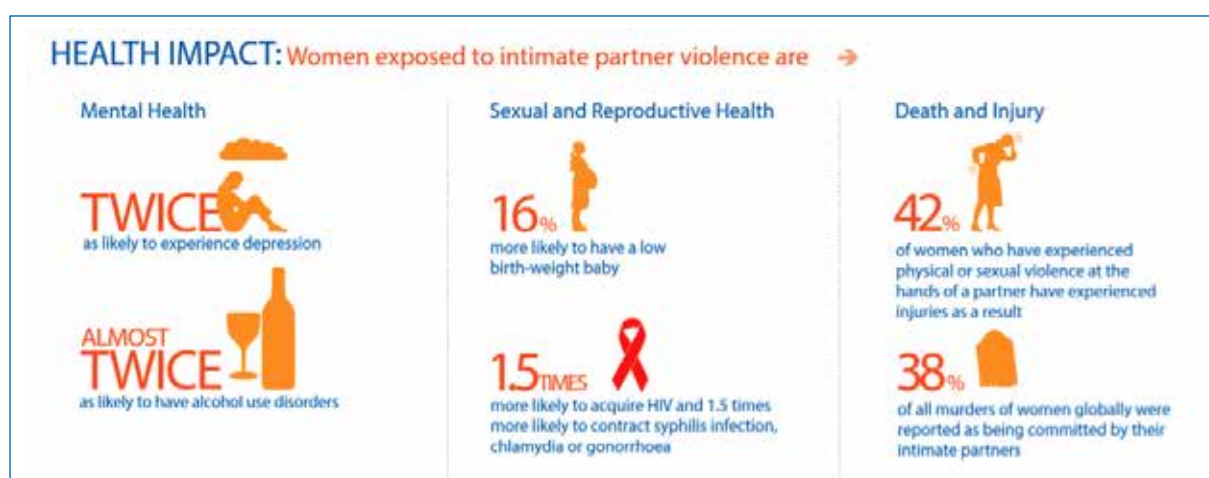 HEALTH IMPACT: Women exposed to intimate partner violence are
Mental Health
TWICE
as likely to experience depression
ALMOST
TWICE
as likely to have alcohol use disorders
Sexual and Reproductive Health
16%
more likely to have a low
birth-weight baby
1.5 TIMES
more likely to acquire HIV and 1.5 times
more likely to contract syphilis infection,
chlamydia or gonorrhoea
Death and Injury
42%
of women who have experienced
physical or sexual violence at the
hands of a partner have experienced
injuries as a result
38%
of all murders of women globally were
reported as being committed by their
intimate partners